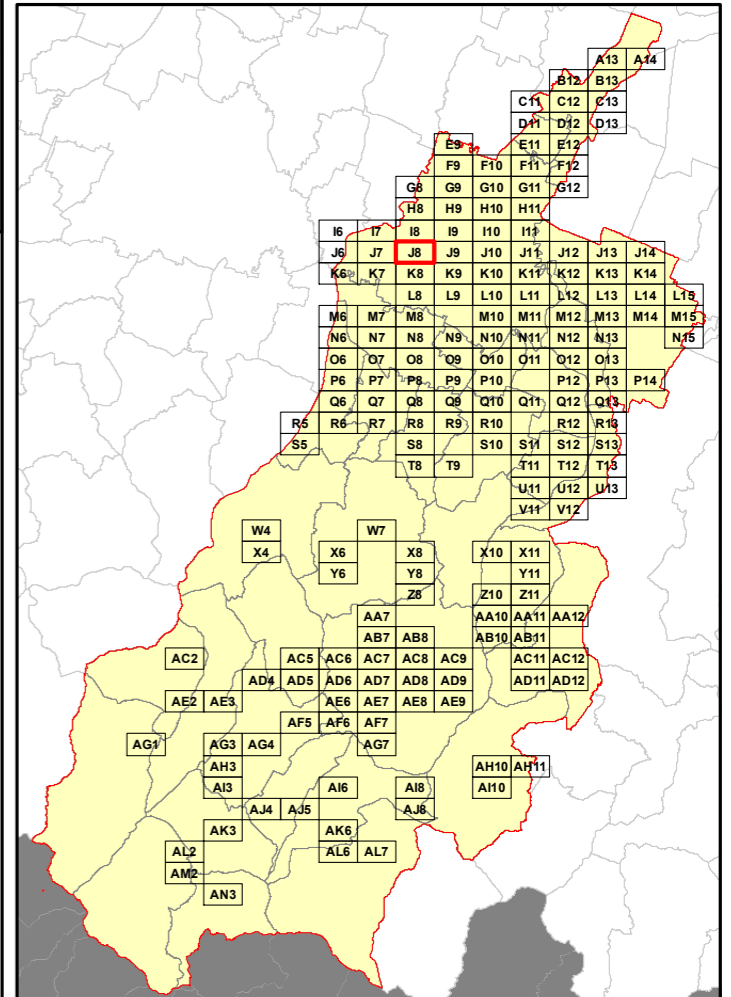 A13 A14
B12 B13
C11 C12 C13
D11 D12 D13
E9 E11 E12
F9 F10 F11 F12
G8 G9 G10 G11 G12
H8 H9 H10 H11
I6 I7 I8 I9 I10 I11
J6 J7 J8 J9 J10 J11 J12 J13 J14
K6 K7 K8 K9 K10 K11 K12 K13 K14
L8 L9 L10 L11 L12 L13 L14 L15
M6 M7 M8 M10 M11 M12 M13 M14 M15
N6 N7 N8 N9 N10 N11 N12 N13 N15
O6 O7 O8 O9 O10 O11 O12 O13
P6 P7 P8 P9 P10 P12 P13 P14
Q6 Q7 Q8 Q9 Q10 Q11 Q12 Q13
R5 R6 R7 R8 R9 R10 R12 R13
S5 S8 S10 S11 S12 S13
T8 T9 T11 T12 T13
U11 U12 U13
V11 V12
W4 W7
X4 X6 X8 X10 X11
Y6 Y8 Y11
Z8 Z10 Z11
AA7 AA10 AA11 AA12
AB7 AB8 AB10 AB11
AC2 AC5 AC6 AC7 AC8 AC9 AC11 AC12
AD4 AD5 AD6 AD7 AD8 AD9 AD11 AD12
AE2 AE3 AE6 AE7 AE8 AE9
AF5 AF6 AF7
AG1 AG3 AG4 AG7
AH3 AH10 AH11
AI3 AI6 AI8 AI10
AJ4 AJ5 AJ8
AK3 AK6
AL2 AL6 AL7
AM2
AN3